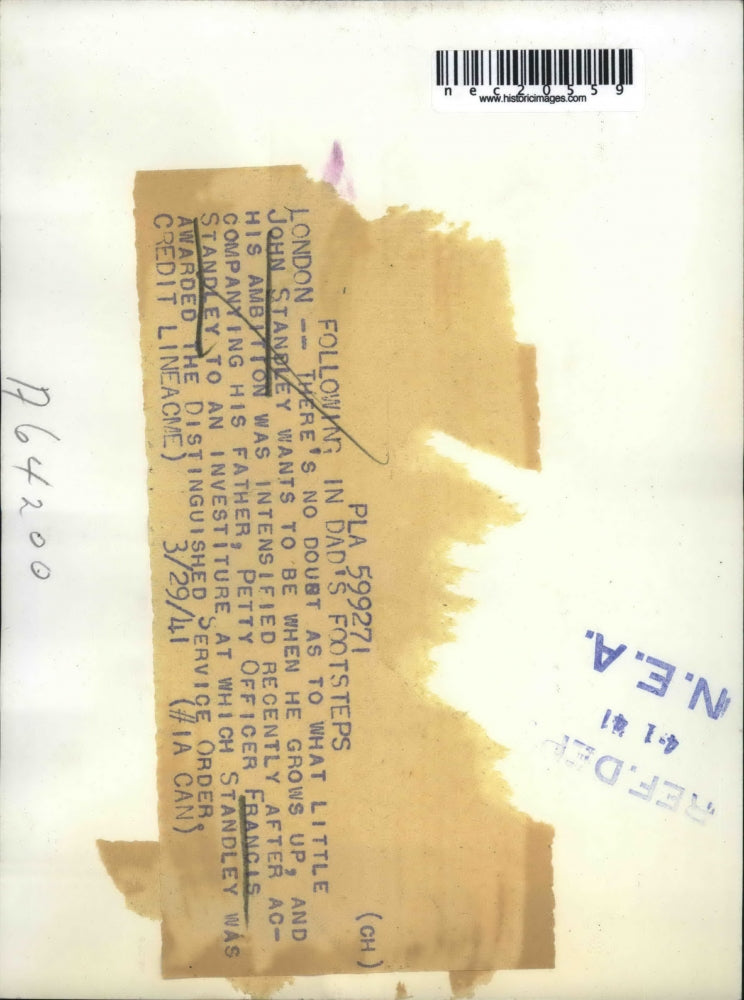 nec20559
www.historicimages.com
PLA 599271 (CH)
FOLLOWING IN DAD'S FOOTSTEPS
LONDON -- THERE'S NO DOUBT AS TO WHAT LITTLE
JOHN STANDLEY WANTS TO BE WHEN HE GROWS UP, AND
HIS AMBITION WAS INTENSIFIED RECENTLY AFTER AC-
COMPANYING HIS FATHER, PETTY OFFICER FRANCIS
STANDLEY TO AN INVESTITURE AT WHICH STANDLEY WAS
AWARDED THE DISTINGUISHED SERVICE ORDER.
CREDIT LINEACME) 3/29/41 (#1A CAN)
A64200
N.E.A.
4-1 '41
REF.DEP